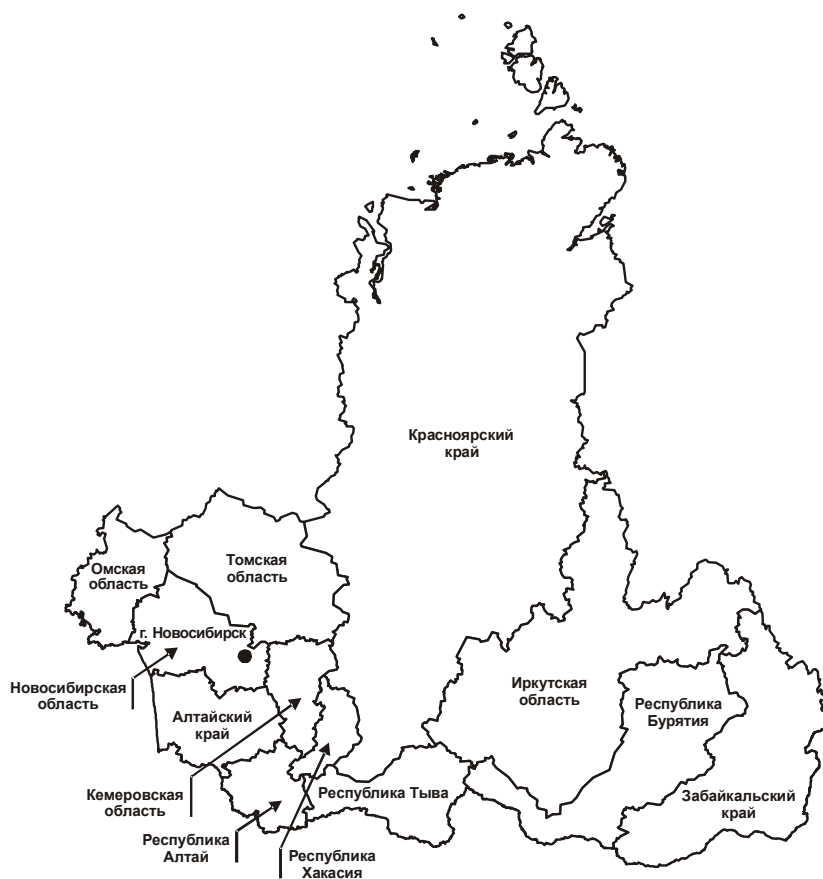 Красноярский
край
Томская
область
Омская
область
г. Новосибирск
Новосибирская
область
Алтайский
край
Иркутская
область
Республика
Бурятия
Кемеровская
область
Республика Тыва
Забайкальский
край
Республика
Алтай
Республика
Хакасия